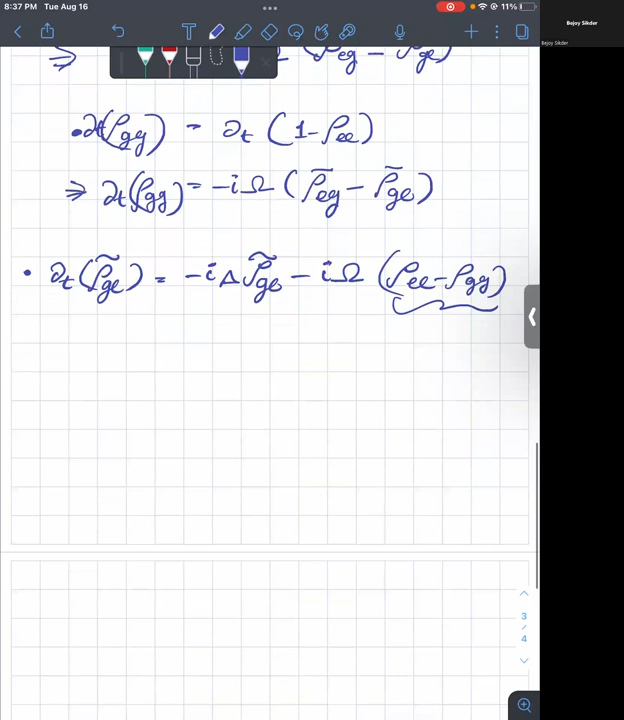 8:37 PM Tue Aug 16
11%
Bejoy Sikder
Bejoy Sikder
⇒ (ρ̃eg − ρ̃ge)
• ∂t(ρgg) = ∂t (1 − ρee)
⇒ ∂t(ρgg) = −iΩ (ρ̃eg − ρ̃ge)
• ∂t(ρ̃ge) = −iΔρ̃ge − iΩ (ρee − ρgg)
3
/
4